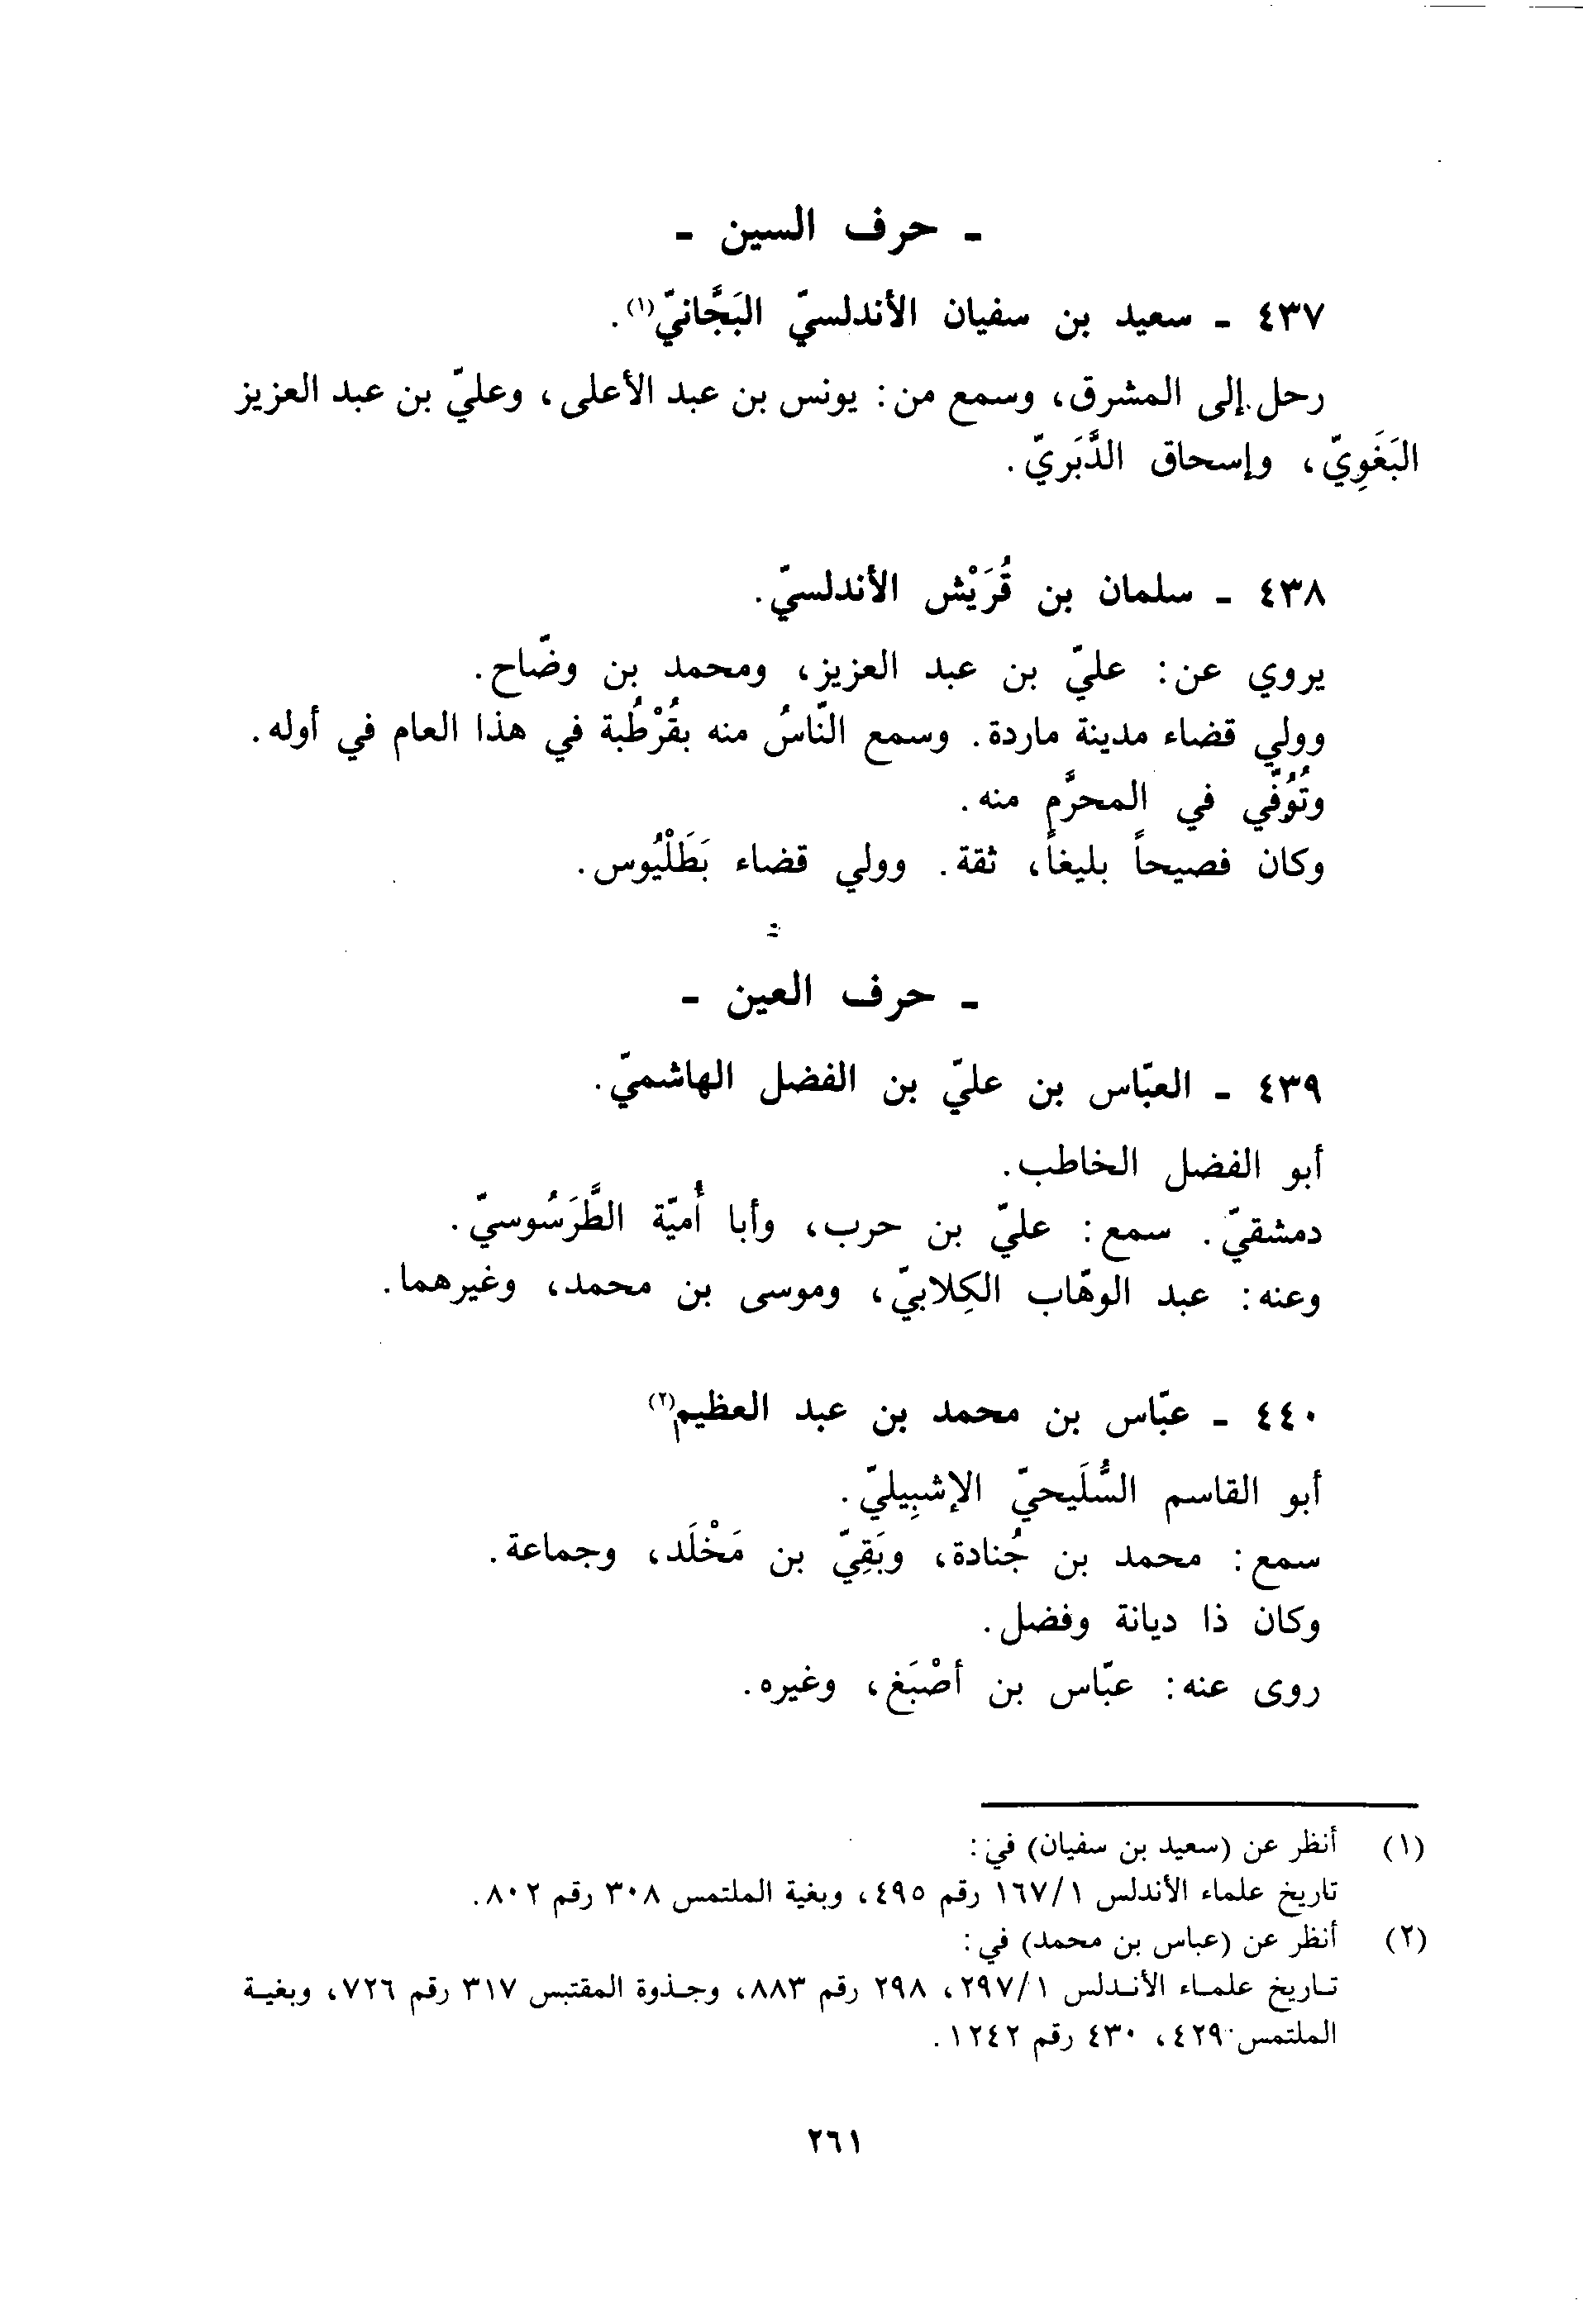 - حرف السين -
٤٣٧ - سعيد بن سفيان الأندلسيّ البَجَّانيّ(١).
رحل إلى المشرق، وسمع من: يونس بن عبد الأعلى، وعليّ بن عبد العزيز
البَغَوِيّ، وإسحاق الدَّبَريّ.
٤٣٨ - سلمان بن قُرَيْش الأندلسيّ.
يروي عن: عليّ بن عبد العزيز، ومحمد بن وضّاح.
وولي قضاء مدينة ماردة. وسمع النّاسُ منه بقُرْطُبة في هذا العام في أوله.
وتُوُفّي في المحرَّم منه.
وكان فصيحاً بليغاً، ثقة. وولي قضاء بَطَلْيُوس.
- حرف العين -
٤٣٩ - العبّاس بن عليّ بن الفضل الهاشميّ.
أبو الفضل الخاطب.
دمشقيّ. سمع: عليّ بن حرب، وأبا أُميّة الطَّرَسُوسيّ.
وعنه: عبد الوهّاب الكِلابيّ، وموسى بن محمد، وغيرهما.
٤٤٠ - عبّاس بن محمد بن عبد العظيم(٢)
أبو القاسم السُّلَيحيّ الإشبِيليّ.
سمع: محمد بن جُنادة، وبَقِيّ بن مَخْلَد، وجماعة.
وكان ذا ديانة وفضل.
روى عنه: عبّاس بن أصْبَغ، وغيره.
(١) أنظر عن (سعيد بن سفيان) في:
تاريخ علماء الأندلس ١/١٦٧ رقم ٤٩٥، وبغية الملتمس ٣٠٨ رقم ٨٠٢.
(٢) أنظر عن (عباس بن محمد) في:
تـاريخ علمـاء الأنـدلس ١/٢٩٧، ٢٩٨ رقم ٨٨٣، وجـذوة المقتبس ٣١٧ رقم ٧٢٦، وبغيـة
الملتمس ٤٢٩، ٤٣٠ رقم ١٢٤٢.
٢٦١